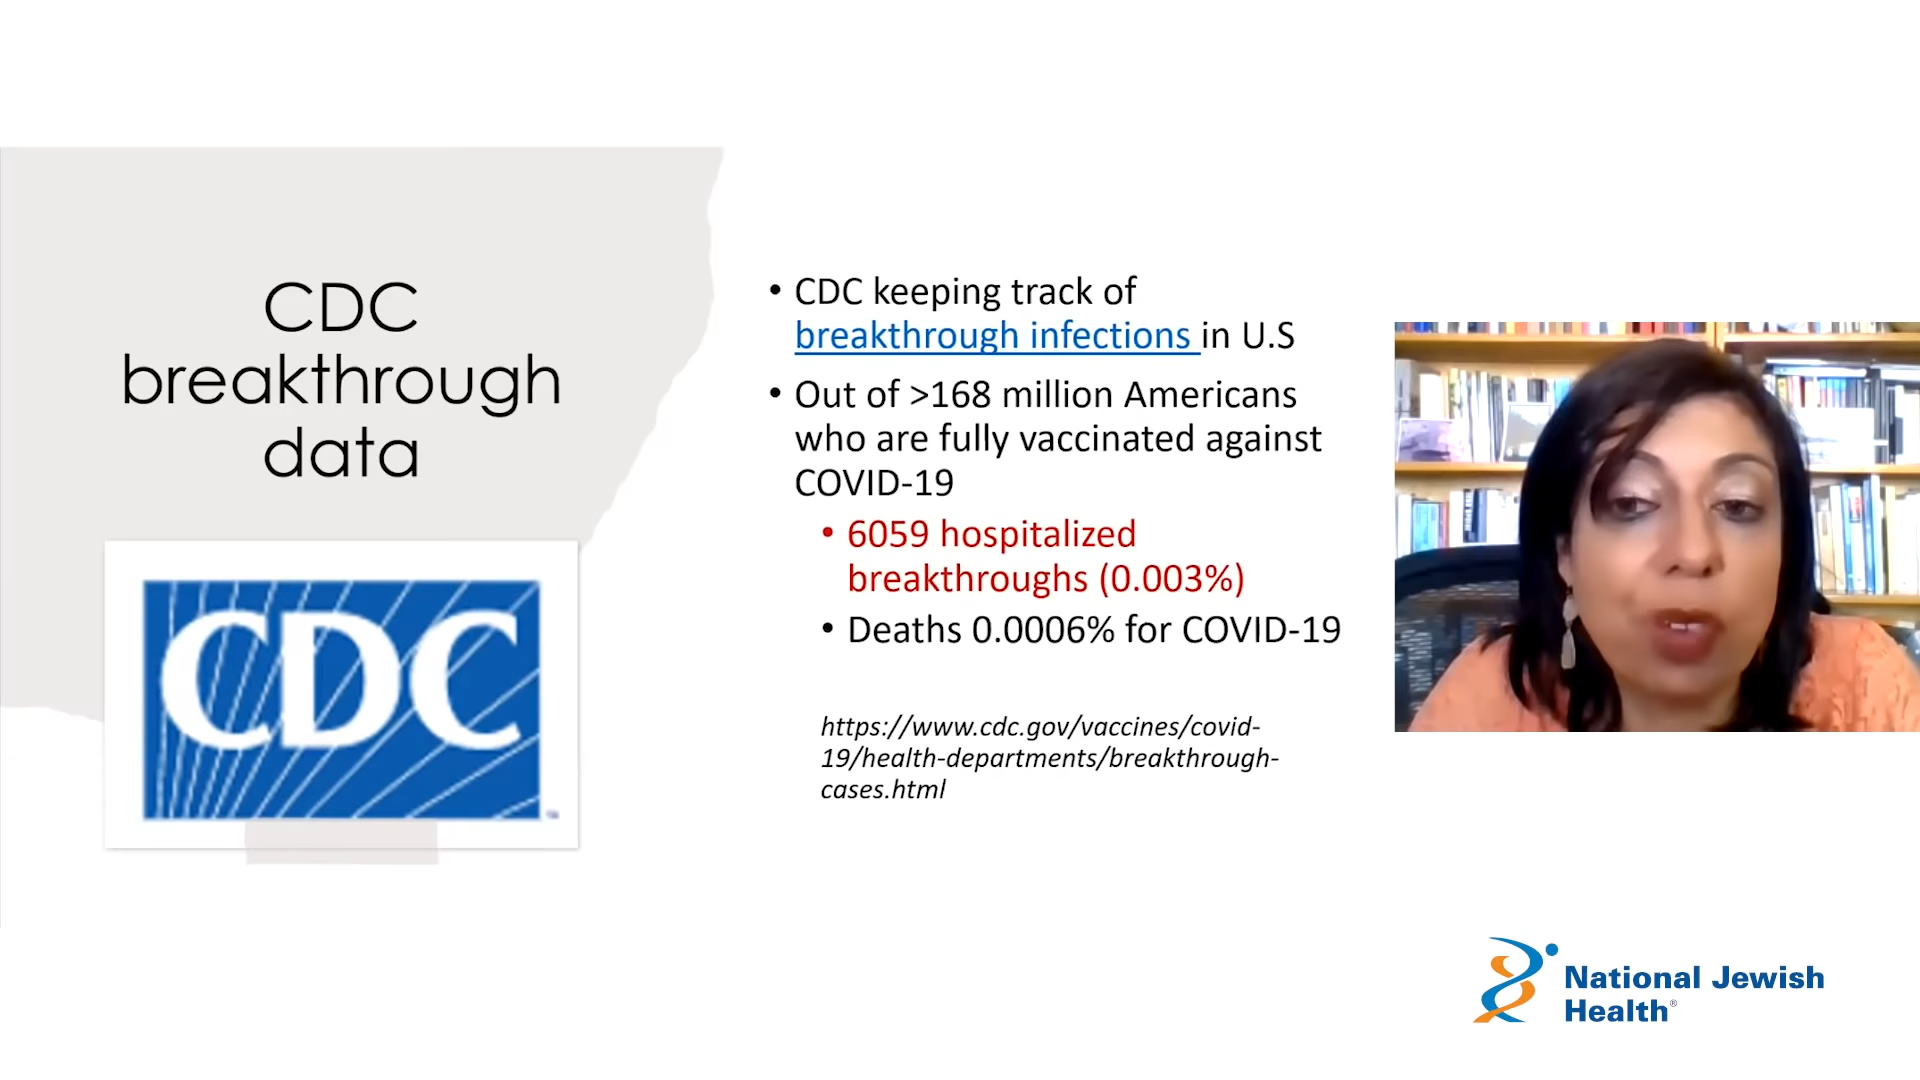 CDC
breakthrough
data
CDC
• CDC keeping track of
breakthrough infections in U.S
• Out of >168 million Americans
who are fully vaccinated against
COVID-19
• 6059 hospitalized
breakthroughs (0.003%)
• Deaths 0.0006% for COVID-19
https://www.cdc.gov/vaccines/covid-
19/health-departments/breakthrough-
cases.html
National Jewish
Health®